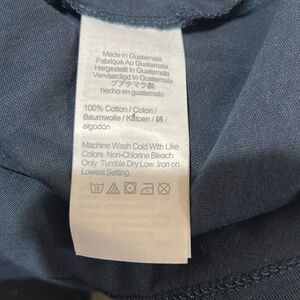 Made In Guatemala
Fabriqué Au Guatemala
Hergestellt In Guatemala
Vervaardigd In Guatemala
グアテマラ製
hecho en guatemala
100% Cotton / Coton /
Baumwolle / Katoen / 綿 /
algodón
Machine Wash Cold With Like
Colors. Non-Chlorine Bleach
Only. Tumble Dry Low. Iron on
Lowest Setting.